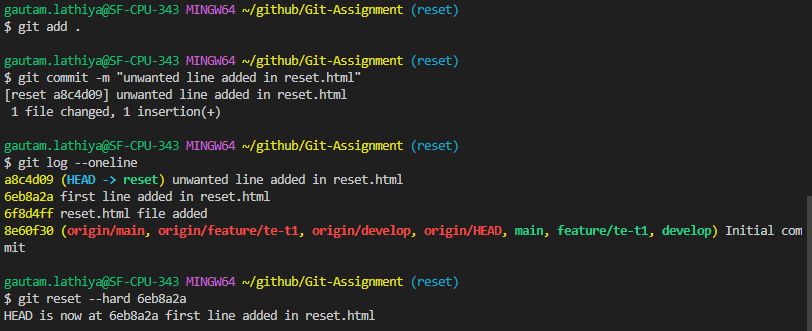 gautam.lathiya@SF-CPU-343 MINGW64 ~/github/Git-Assignment (reset)
$ git add .
gautam.lathiya@SF-CPU-343 MINGW64 ~/github/Git-Assignment (reset)
$ git commit -m "unwanted line added in reset.html"
[reset a8c4d09] unwanted line added in reset.html
 1 file changed, 1 insertion(+)
gautam.lathiya@SF-CPU-343 MINGW64 ~/github/Git-Assignment (reset)
$ git log --oneline
a8c4d09 (HEAD -> reset) unwanted line added in reset.html
6eb8a2a first line added in reset.html
6f8d4ff reset.html file added
8e60f30 (origin/main, origin/feature/te-t1, origin/develop, origin/HEAD, main, feature/te-t1, develop) Initial com
mit
gautam.lathiya@SF-CPU-343 MINGW64 ~/github/Git-Assignment (reset)
$ git reset --hard 6eb8a2a
HEAD is now at 6eb8a2a first line added in reset.html